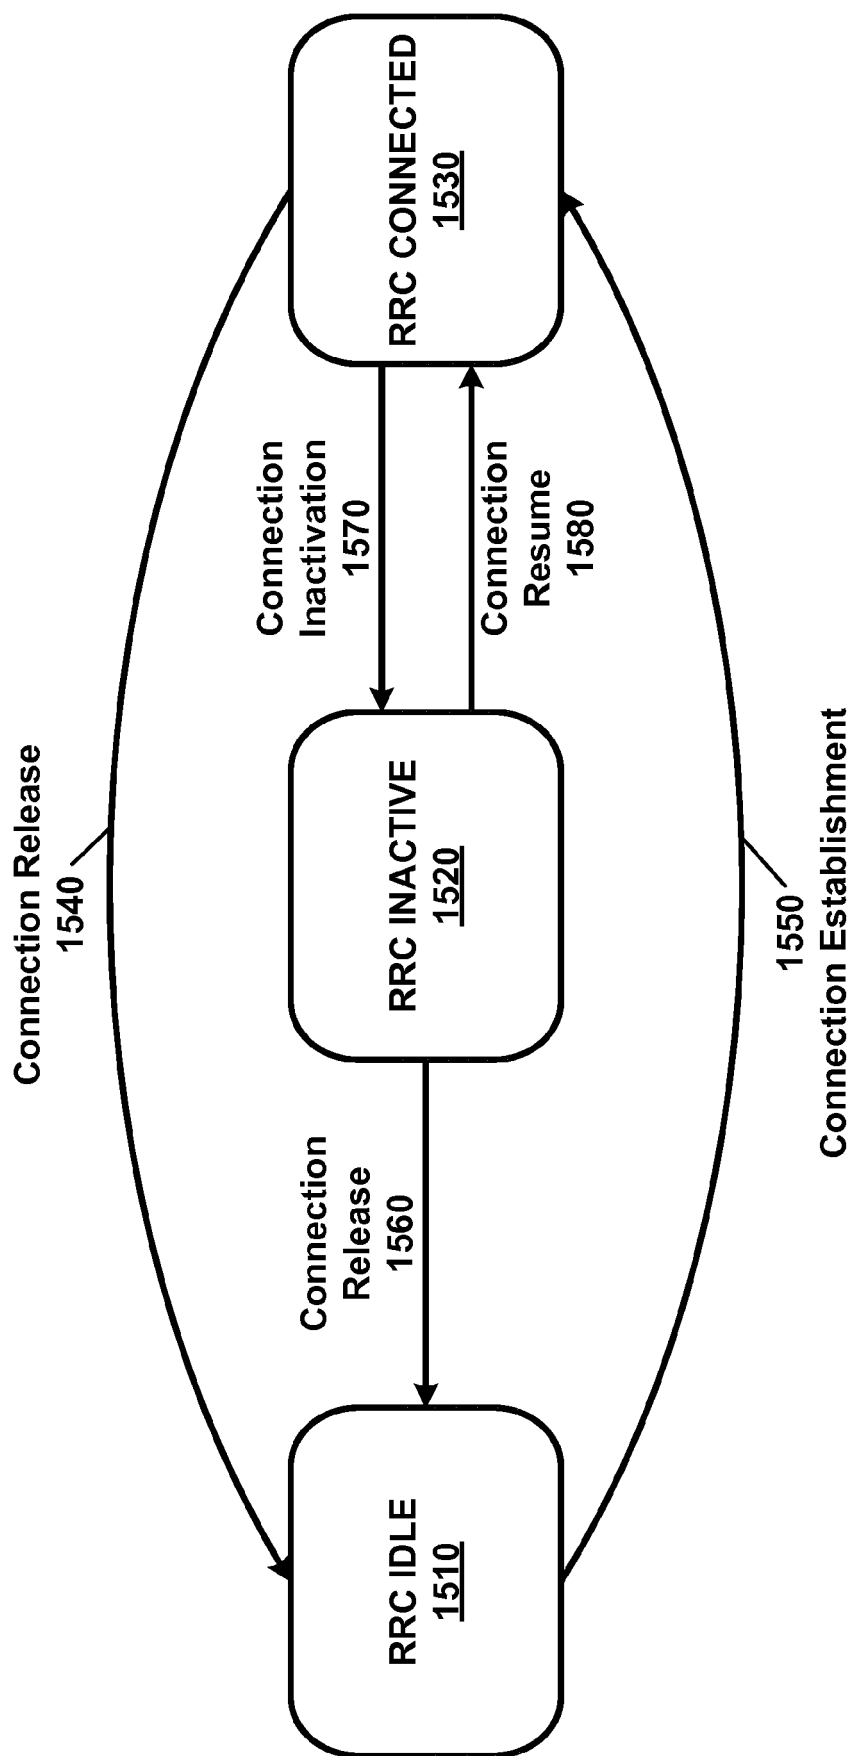 Connection Release
1540
RRC IDLE
1510
Connection
Release
1560
RRC INACTIVE
1520
Connection
Inactivation
1570
Connection
Resume
1580
RRC CONNECTED
1530
1550
Connection Establishment